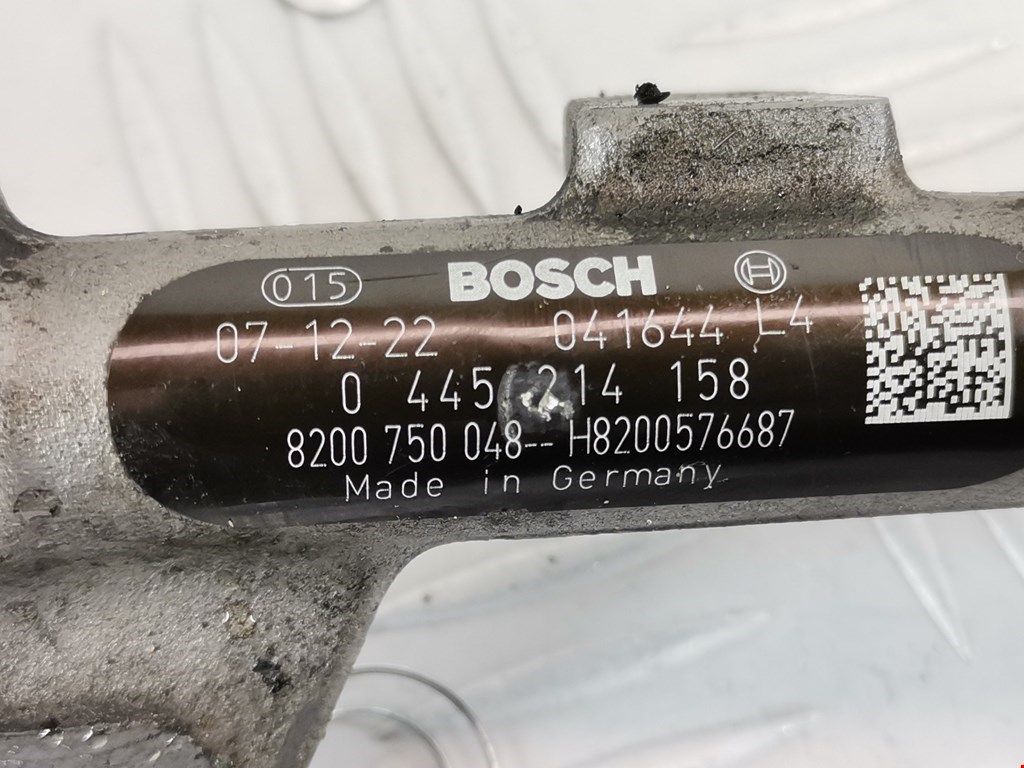 015 BOSCH
07-12-22 041644 L4
0 445 214 158
8200 750 048-- H8200576687
Made in Germany